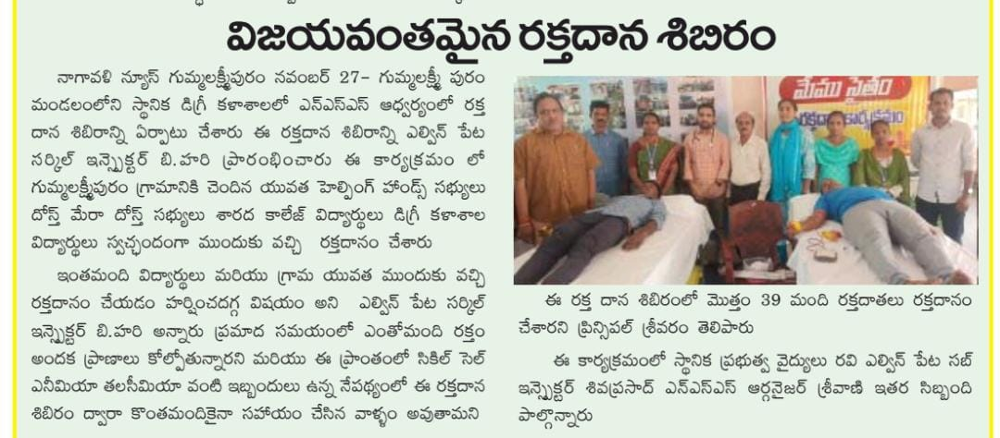 విజయవంతమైన రక్తదాన శిబిరం
నాగావళి న్యూస్ గుమ్మలక్ష్మీపురం నవంబర్ 27- గుమ్మలక్ష్మీ పురం
మండలంలోని స్థానిక డిగ్రీ కళాశాలలో ఎన్ఎస్ఎస్ ఆధ్వర్యంలో రక్త
దాన శిబిరాన్ని ఏర్పాటు చేశారు ఈ రక్తదాన శిబిరాన్ని ఎల్విన్ పేట
సర్కిల్ ఇన్స్పెక్టర్ బి.హరి ప్రారంభించారు ఈ కార్యక్రమం లో
గుమ్మలక్ష్మీపురం గ్రామానికి చెందిన యువత హెల్పింగ్ హాండ్స్ సభ్యులు
దోస్త్ మేరా దోస్త్ సభ్యులు శారద కాలేజ్ విద్యార్థులు డిగ్రీ కళాశాల
విద్యార్థులు స్వచ్ఛందంగా ముందుకు వచ్చి రక్తదానం చేశారు
ఇంతమంది విద్యార్థులు మరియు గ్రామ యువత ముందుకు వచ్చి
రక్తదానం చేయడం హర్షించదగ్గ విషయం అని ఎల్విన్ పేట సర్కిల్
ఇన్స్పెక్టర్ బి.హరి అన్నారు ప్రమాద సమయంలో ఎంతోమంది రక్తం
అందక ప్రాణాలు కోల్పోతున్నారని మరియు ఈ ప్రాంతంలో సికిల్ సెల్
ఎనీమియా తలసీమియా వంటి ఇబ్బందులు ఉన్న నేపథ్యంలో ఈ రక్తదాన
శిబిరం ద్వారా కొంతమందికైనా సహాయం చేసిన వాళ్ళం అవుతామని
మేము సైతం
రక్తదాన కార్యక్రమం
ఈ రక్త దాన శిబిరంలో మొత్తం 39 మంది రక్తదాతలు రక్తదానం
చేశారని ప్రిన్సిపల్ శ్రీవరం తెలిపారు
ఈ కార్యక్రమంలో స్థానిక ప్రభుత్వ వైద్యులు రవి ఎల్విన్ పేట సబ్
ఇన్స్పెక్టర్ శివప్రసాద్ ఎన్ఎస్ఎస్ ఆర్గనైజర్ శ్రీవాణి ఇతర సిబ్బంది
పాల్గొన్నారు